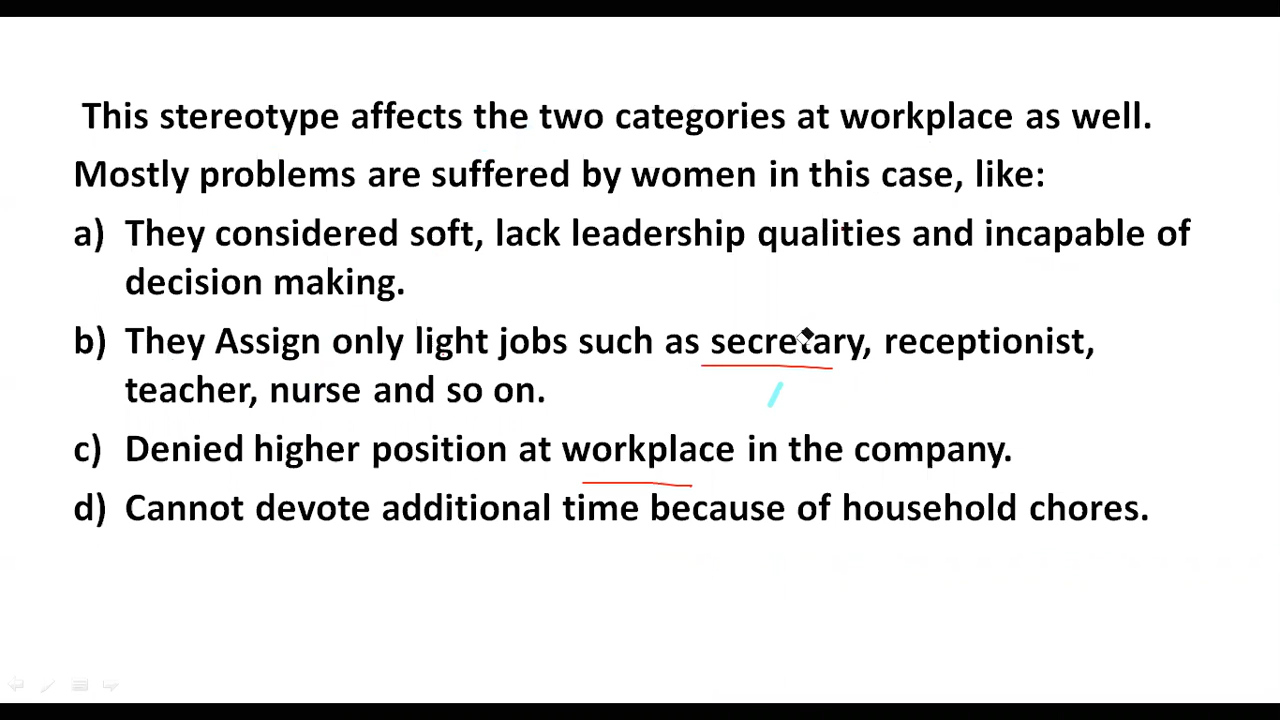 This stereotype affects the two categories at workplace as well.
Mostly problems are suffered by women in this case, like:
a) They considered soft, lack leadership qualities and incapable of
decision making.
b) They Assign only light jobs such as secretary, receptionist,
teacher, nurse and so on.
c) Denied higher position at workplace in the company.
d) Cannot devote additional time because of household chores.